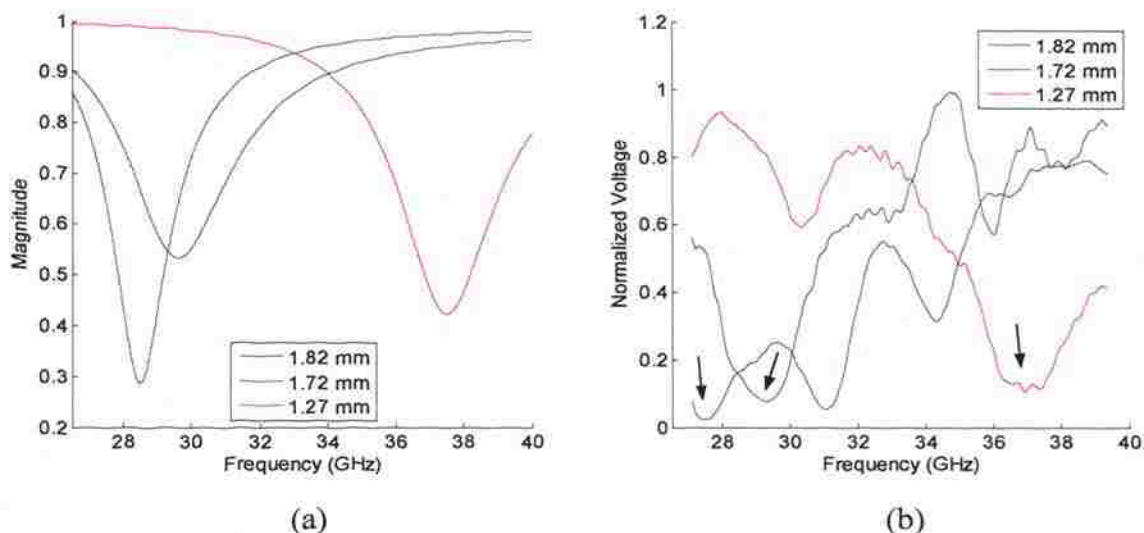 1
0.9
0.8
0.7
0.6
0.5
0.4
0.3
0.2
Magnitude
1.82 mm
1.72 mm
1.27 mm
28 30 32 34 36 38 40
Frequency (GHz)
(a)
1.2
1
0.8
0.6
0.4
0.2
0
Normalized Voltage
1.82 mm
1.72 mm
1.27 mm
28 30 32 34 36 38 40
Frequency (GHz)
(b)